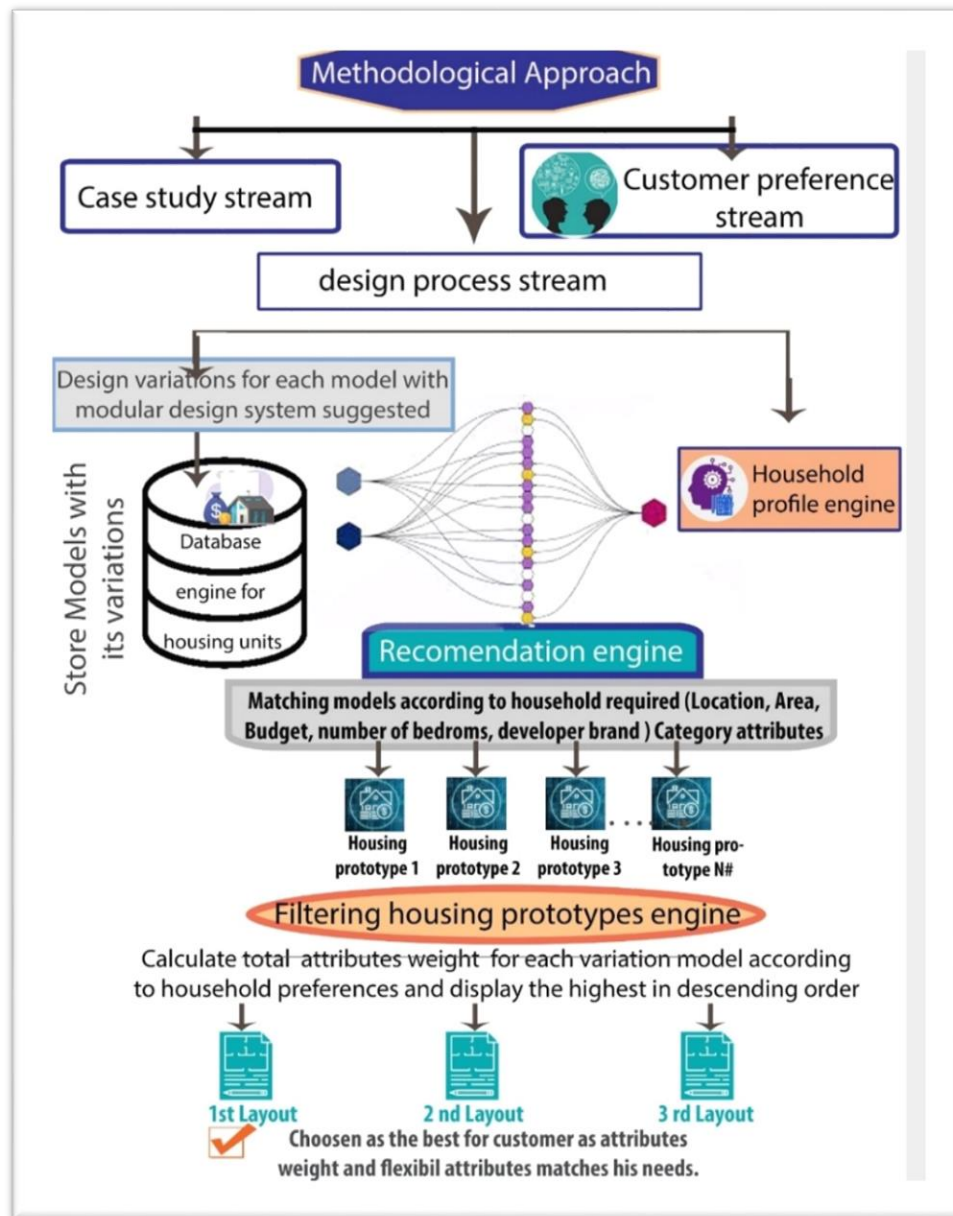 Methodological Approach
Case study stream
Customer preference
stream
design process stream
Design variations for each model with
modular design system suggested
Store Models with
its variations
Database
engine for
housing units
Household
profile engine
Recomendation engine
Matching models according to household required (Location, Area,
Budget, number of bedroms, developer brand ) Category attributes
Housing
prototype 1
Housing
prototype 2
Housing
prototype 3
Housing pro-
totype N#
Filtering housing prototypes engine
Calculate total attributes weight for each variation model according
to household preferences and display the highest in descending order
1st Layout
2 nd Layout
3 rd Layout
Choosen as the best for customer as attributes
weight and flexibil attributes matches his needs.